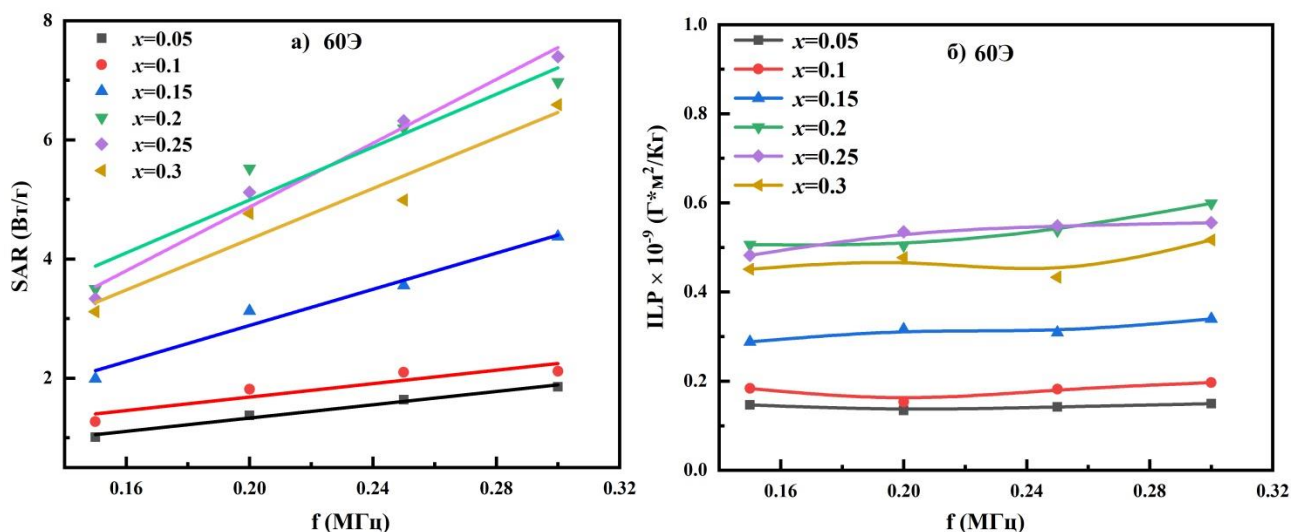 а) 60Э
x=0.05
x=0.1
x=0.15
x=0.2
x=0.25
x=0.3
SAR (Вт/г)
8
6
4
2
0.16
0.20
0.24
0.28
0.32
f (МГц)
б) 60Э
x=0.05
x=0.1
x=0.15
x=0.2
x=0.25
x=0.3
ILP × 10⁻⁹ (Г*м²/Кг)
1.0
0.8
0.6
0.4
0.2
0.0
0.16
0.20
0.24
0.28
0.32
f (МГц)